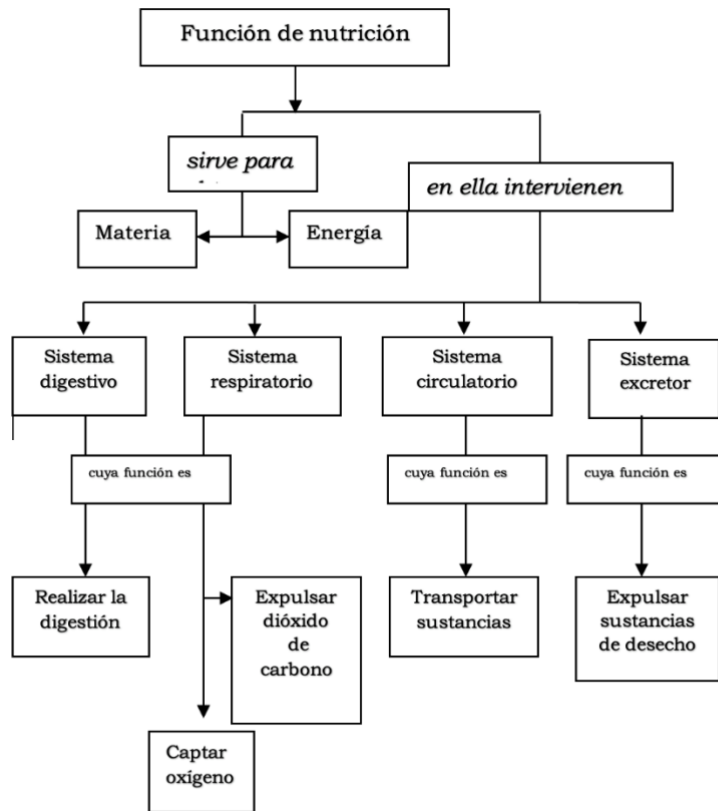 Función de nutrición
sirve para
en ella intervienen
Materia
Energía
Sistema
digestivo
Sistema
respiratorio
Sistema
circulatorio
Sistema
excretor
cuya función es
cuya función es
cuya función es
Realizar la
digestión
Expulsar
dióxido
de
carbono
Transportar
sustancias
Expulsar
sustancias
de desecho
Captar
oxígeno